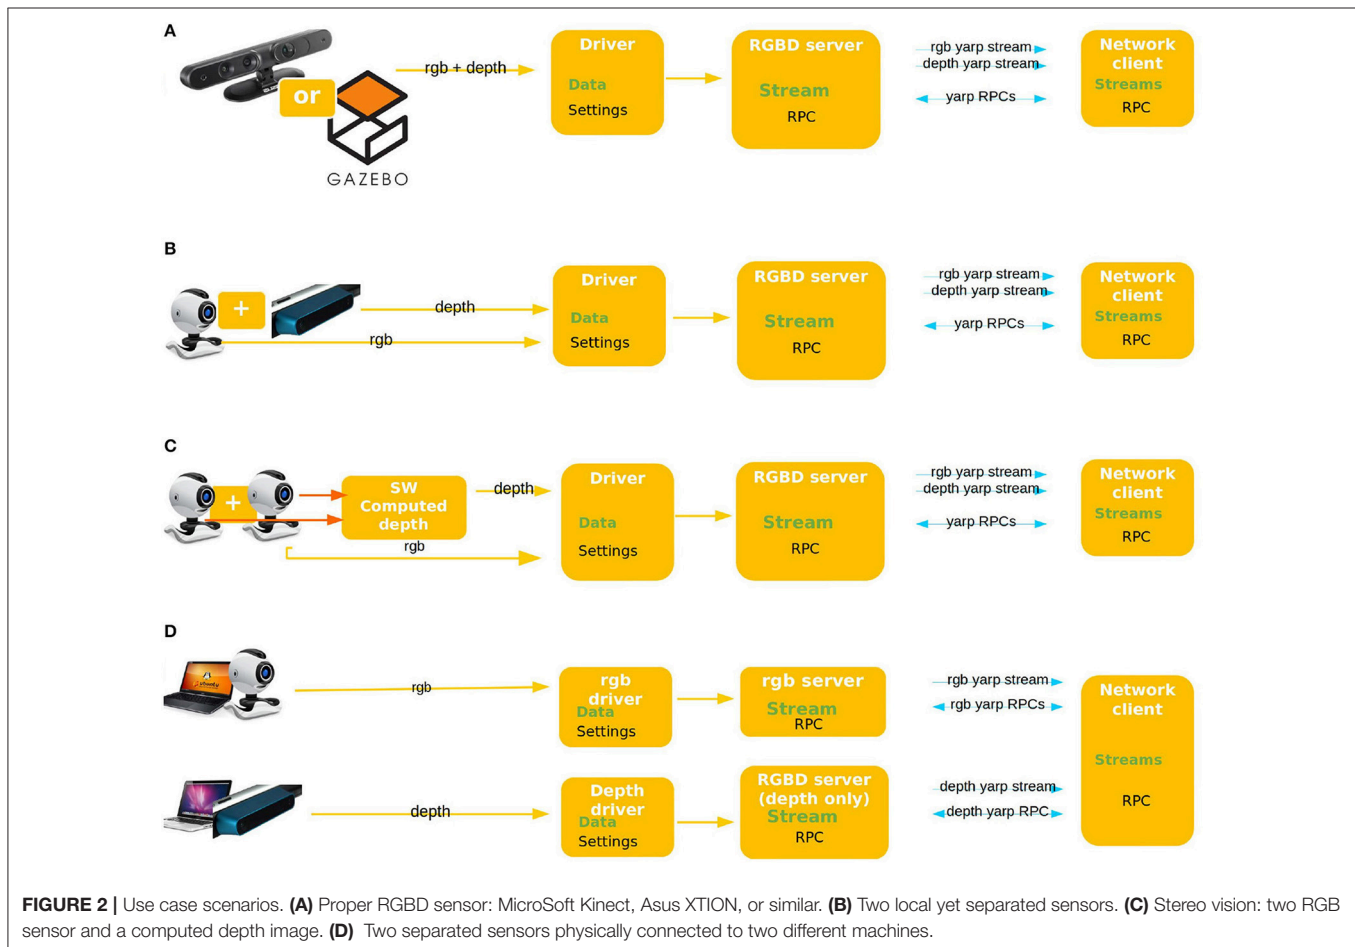 A
or
GAZEBO
rgb + depth
Driver
Data
Settings
RGBD server
Stream
RPC
rgb yarp stream
depth yarp stream
yarp RPCs
Network
client
Streams
RPC
B
+
depth
rgb
Driver
Data
Settings
RGBD server
Stream
RPC
rgb yarp stream
depth yarp stream
yarp RPCs
Network
client
Streams
RPC
C
+
SW
Computed
depth
depth
rgb
Driver
Data
Settings
RGBD server
Stream
RPC
rgb yarp stream
depth yarp stream
yarp RPCs
Network
client
Streams
RPC
D
ubuntu
rgb
rgb
driver
Data
Settings
rgb server
Stream
RPC
rgb yarp stream
rgb yarp RPCs
Network
client
Streams
RPC
depth
Depth
driver
Data
Settings
RGBD server
(depth only)
Stream
RPC
depth yarp stream
depth yarp RPC
FIGURE 2 | Use case scenarios. (A) Proper RGBD sensor: MicroSoft Kinect, Asus XTION, or similar. (B) Two local yet separated sensors. (C) Stereo vision: two RGB
sensor and a computed depth image. (D) Two separated sensors physically connected to two different machines.